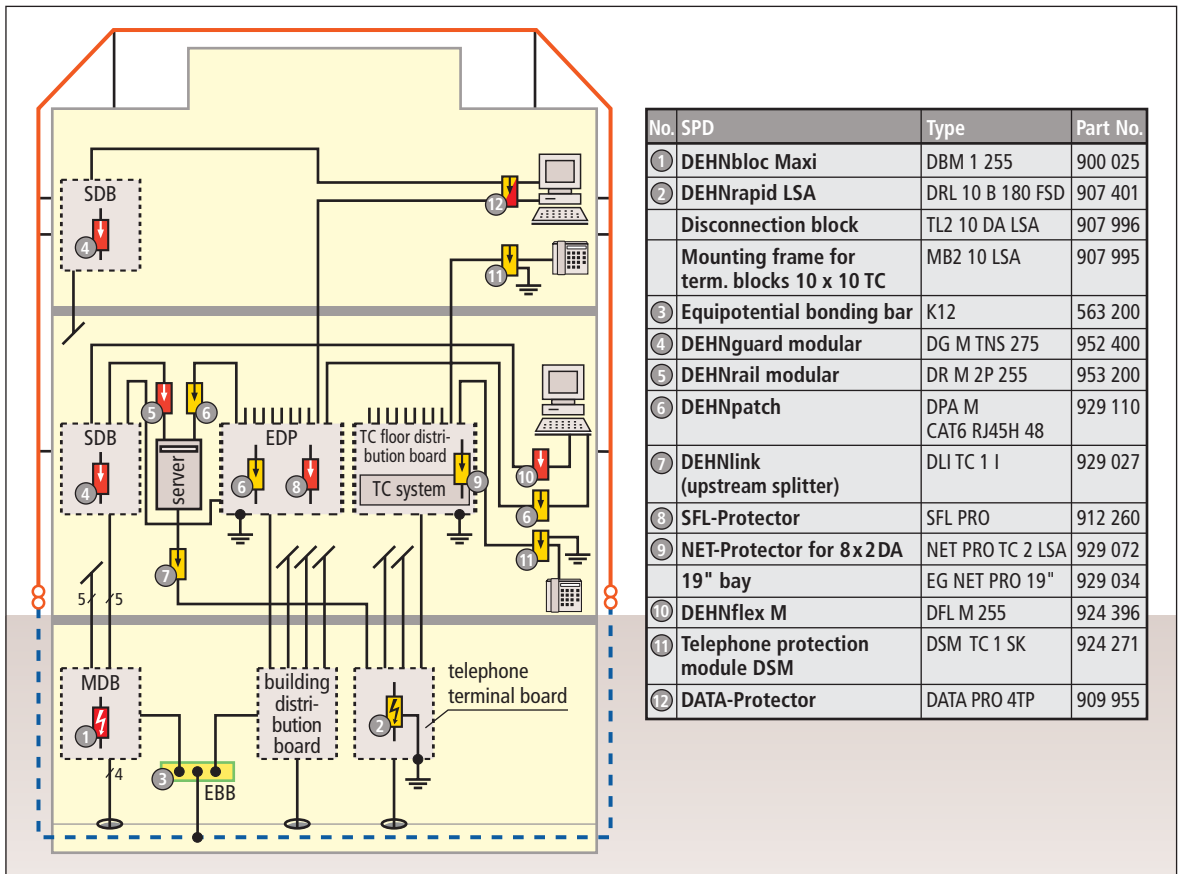 SDB
4
12
11
SDB
4
5
6
server
EDP
6
8
TC floor distri-
bution board
TC system
9
10
6
11
7
5
5
MDB
1
4
3
EBB
building
distri-
bution
board
2
telephone
terminal board
No. SPD Type Part No.
1 DEHNbloc Maxi DBM 1 255 900 025
2 DEHNrapid LSA DRL 10 B 180 FSD 907 401
Disconnection block TL2 10 DA LSA 907 996
Mounting frame for MB2 10 LSA 907 995
term. blocks 10 x 10 TC
3 Equipotential bonding bar K12 563 200
4 DEHNguard modular DG M TNS 275 952 400
5 DEHNrail modular DR M 2P 255 953 200
6 DEHNpatch DPA M 929 110
CAT6 RJ45H 48
7 DEHNlink DLI TC 1 I 929 027
(upstream splitter)
8 SFL-Protector SFL PRO 912 260
9 NET-Protector for 8x2DA NET PRO TC 2 LSA 929 072
19" bay EG NET PRO 19" 929 034
10 DEHNflex M DFL M 255 924 396
11 Telephone protection DSM TC 1 SK 924 271
module DSM
12 DATA-Protector DATA PRO 4TP 909 955